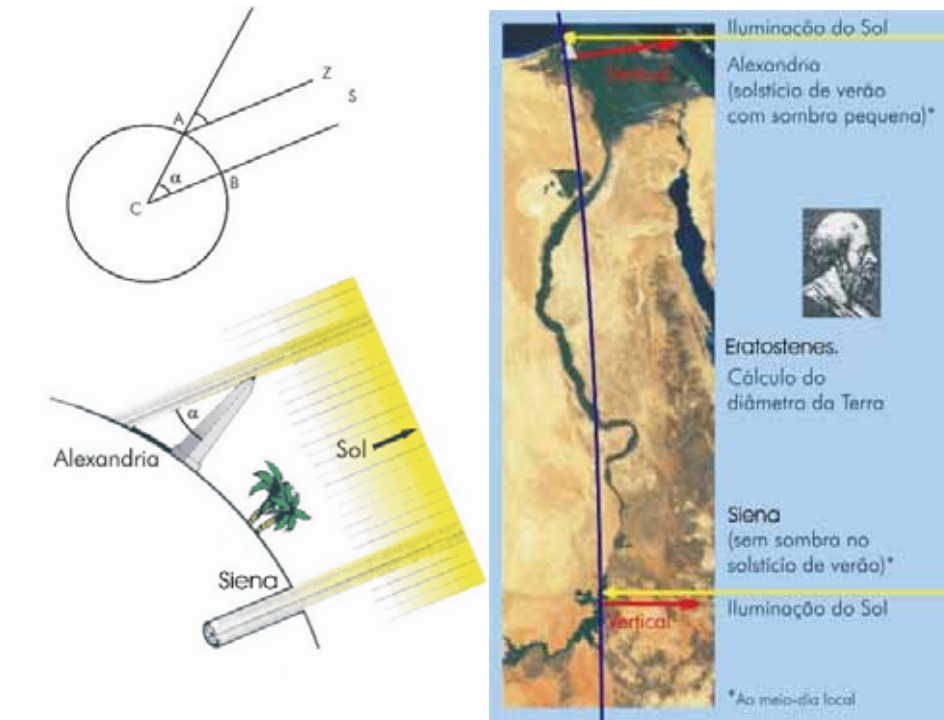 Z
S
A
α
B
C
α
Alexandria
Sol
Siena
Iluminação do Sol
Vertical
Alexandria
(solstício de verão
com sombra pequena)*
Eratostenes.
Cálculo do
diâmetro da Terra
Siena
(sem sombra no
solstício de verão)*
Iluminação do Sol
Vertical
*Ao meio-dia local